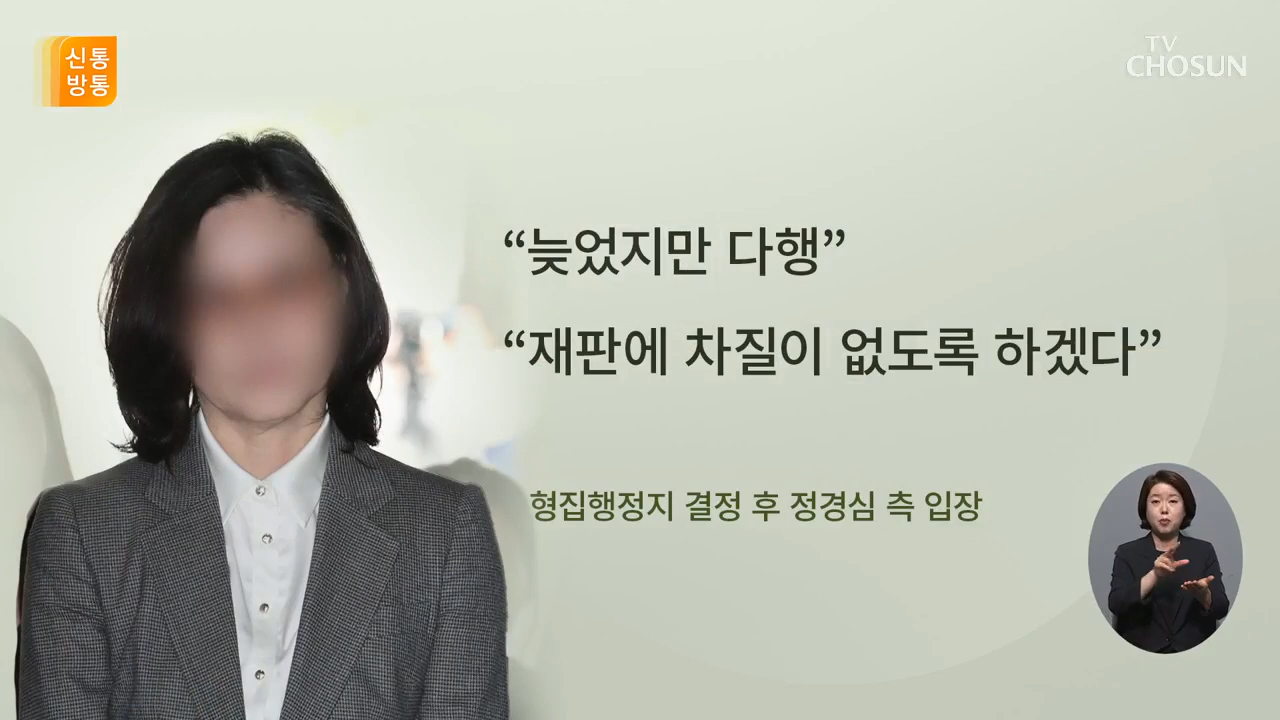 신통
방통
TV
CHOSUN
“늦었지만 다행”
“재판에 차질이 없도록 하겠다”
형집행정지 결정 후 정경심 측 입장